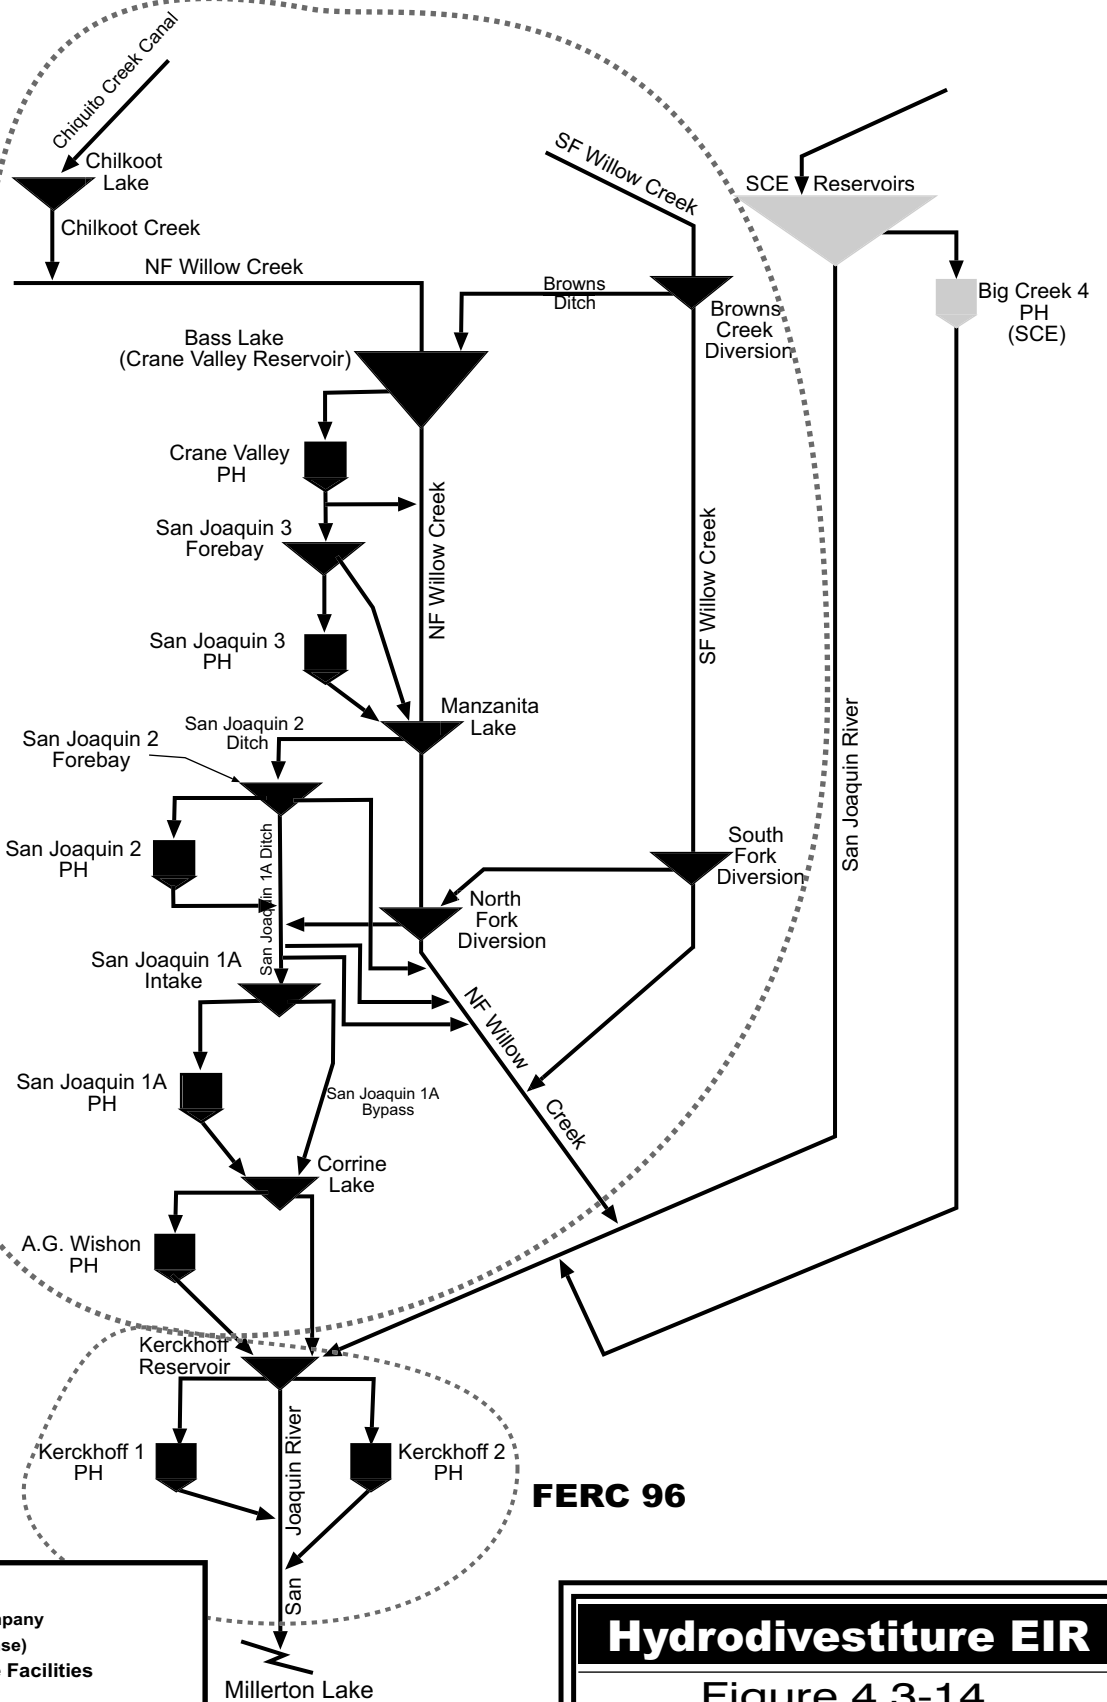 Chiquito Creek Canal
Chilkoot
Lake
Chilkoot Creek
NF Willow Creek
SF Willow Creek
SCE Reservoirs
Browns
Ditch
Browns
Creek
Diversion
Big Creek 4
PH
(SCE)
Bass Lake
(Crane Valley Reservoir)
Crane Valley
PH
NF Willow Creek
SF Willow Creek
San Joaquin 3
Forebay
San Joaquin 3
PH
Manzanita
Lake
San Joaquin 2
Ditch
San Joaquin 2
Forebay
San Joaquin River
San Joaquin 2
PH
San Joaquin 1A Ditch
South
Fork
Diversion
North
Fork
Diversion
San Joaquin 1A
Intake
NF Willow
Creek
San Joaquin 1A
PH
San Joaquin 1A
Bypass
Corrine
Lake
A.G. Wishon
PH
Kerckhoff
Reservoir
Kerckhoff 1
PH
San Joaquin River
Kerckhoff 2
PH
FERC 96
mpany
se)
Facilities
Millerton Lake
Hydrodivestiture EIR
Figure 4.3-14